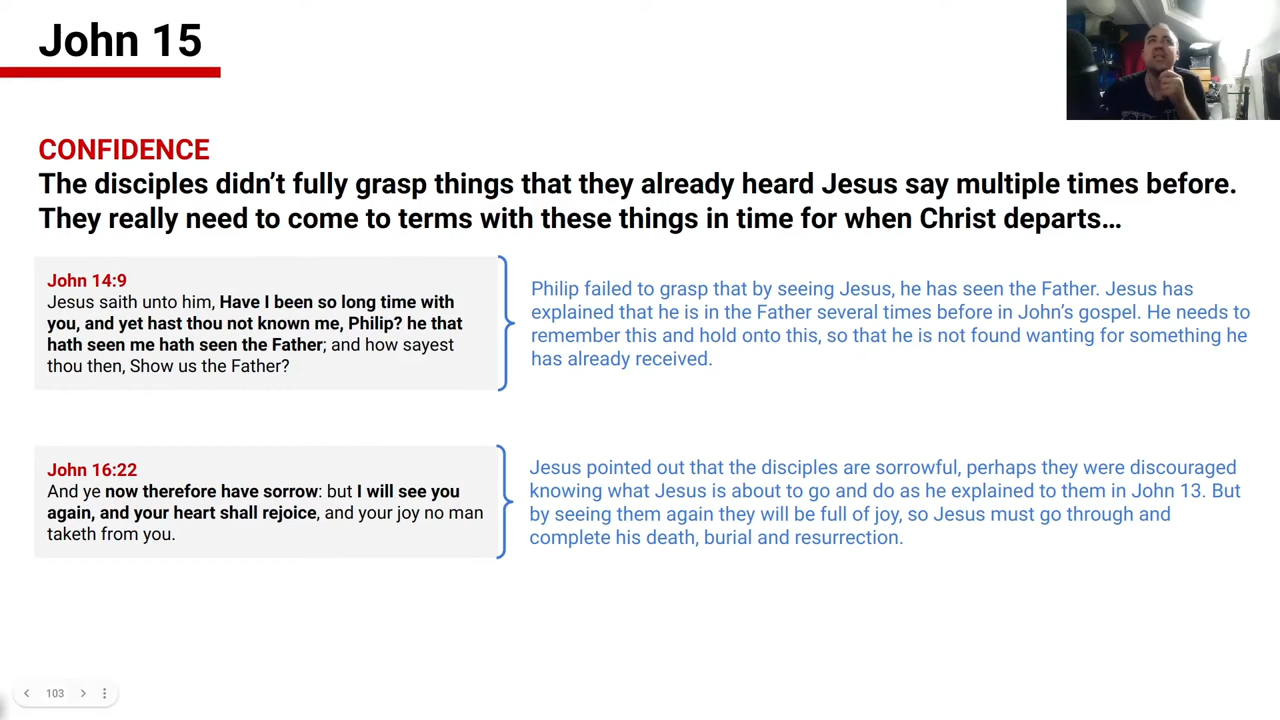 John 15
CONFIDENCE
The disciples didn’t fully grasp things that they already heard Jesus say multiple times before.
They really need to come to terms with these things in time for when Christ departs…
John 14:9
Jesus saith unto him, Have I been so long time with
you, and yet hast thou not known me, Philip? he that
hath seen me hath seen the Father; and how sayest
thou then, Show us the Father?
Philip failed to grasp that by seeing Jesus, he has seen the Father. Jesus has
explained that he is in the Father several times before in John’s gospel. He needs to
remember this and hold onto this, so that he is not found wanting for something he
has already received.
John 16:22
And ye now therefore have sorrow: but I will see you
again, and your heart shall rejoice, and your joy no man
taketh from you.
Jesus pointed out that the disciples are sorrowful, perhaps they were discouraged
knowing what Jesus is about to go and do as he explained to them in John 13. But
by seeing them again they will be full of joy, so Jesus must go through and
complete his death, burial and resurrection.
103